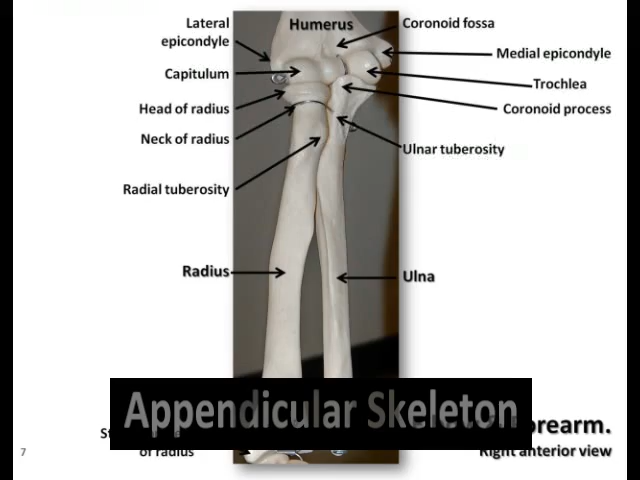 Humerus
Lateral
epicondyle
Coronoid fossa
Medial epicondyle
Capitulum
Trochlea
Head of radius
Coronoid process
Neck of radius
Ulnar tuberosity
Radial tuberosity
Radius
Ulna
Appendicular Skeleton
orearm.
7
of radius
Right anterior view